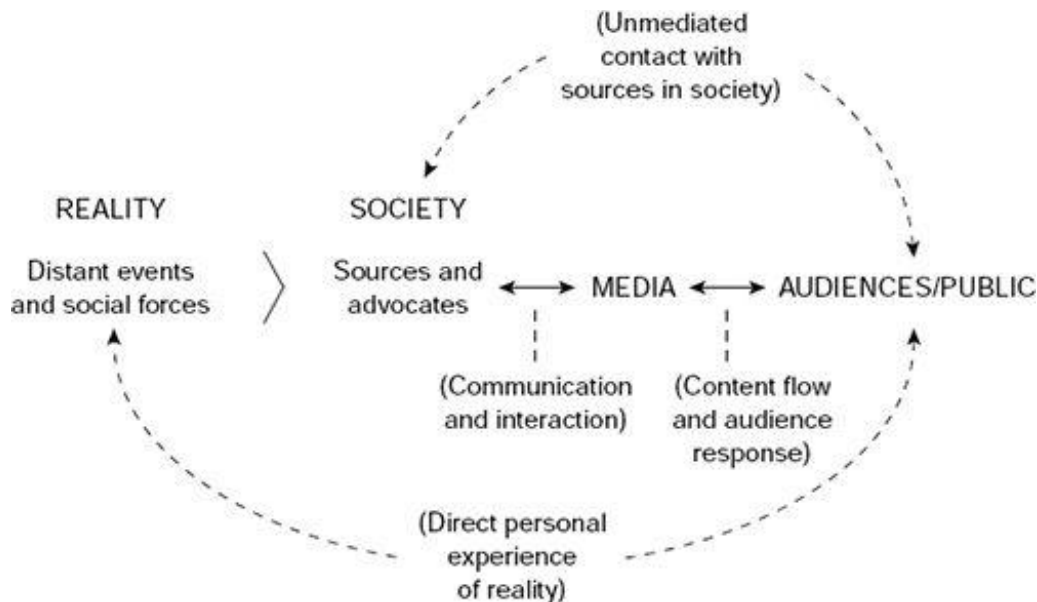 (Unmediated
contact with
sources in society)
REALITY
SOCIETY
Distant events
and social forces
Sources and
advocates
MEDIA
AUDIENCES/PUBLIC
(Communication
and interaction)
(Content flow
and audience
response)
(Direct personal
experience
of reality)